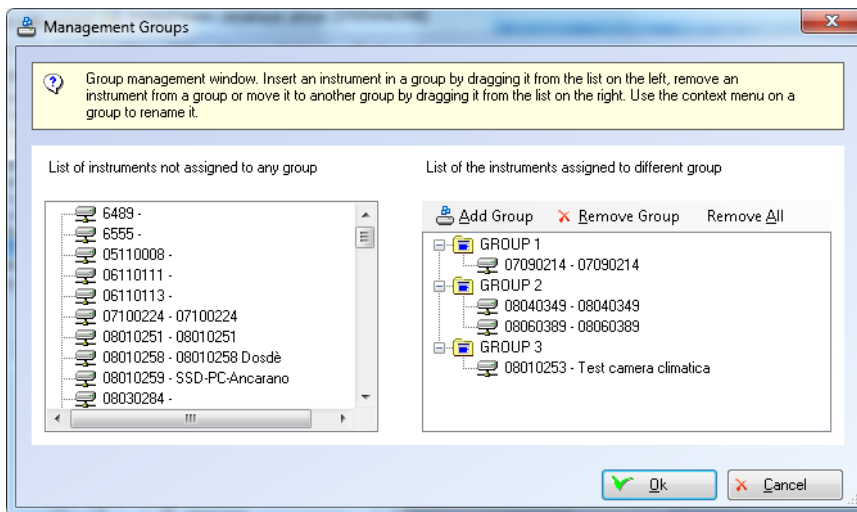 Management Groups
Group management window. Insert an instrument in a group by dragging it from the list on the left, remove an
instrument from a group or move it to another group by dragging it from the list on the right. Use the context menu on a
group to rename it.
List of instruments not assigned to any group
6489 -
6555 -
05110008 -
06110111 -
06110113 -
07100224 - 07100224
08010251 - 08010251
08010258 - 08010258 Dosdè
08010259 - SSD-PC-Ancarano
08030284 -
List of the instruments assigned to different group
Add Group Remove Group Remove All
GROUP 1
07090214 - 07090214
GROUP 2
08040349 - 08040349
08060389 - 08060389
GROUP 3
08010253 - Test camera climatica
Ok Cancel